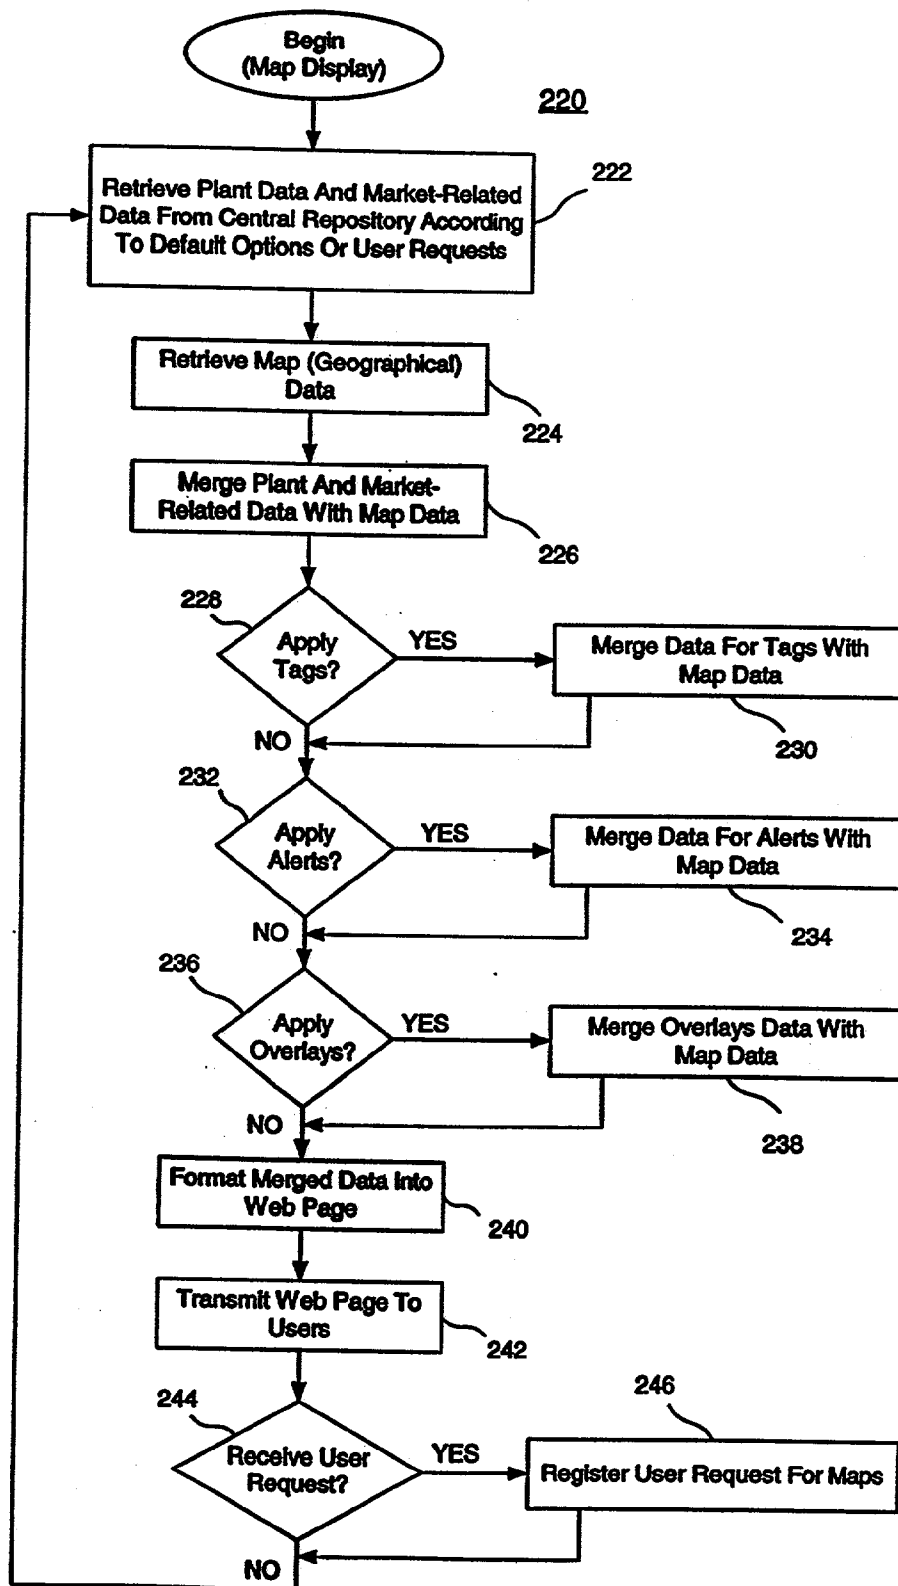 Begin
(Map Display)
220
Retrieve Plant Data And Market-Related
Data From Central Repository According
To Default Options Or User Requests
222
Retrieve Map (Geographical)
Data
224
Merge Plant And Market-
Related Data With Map Data
226
228
Apply
Tags?
YES
Merge Data For Tags With
Map Data
230
NO
232
Apply
Alerts?
YES
Merge Data For Alerts With
Map Data
234
NO
236
Apply
Overlays?
YES
Merge Overlays Data With
Map Data
238
NO
Format Merged Data Into
Web Page
240
Transmit Web Page To
Users
242
244
Receive User
Request?
YES
246
Register User Request For Maps
NO